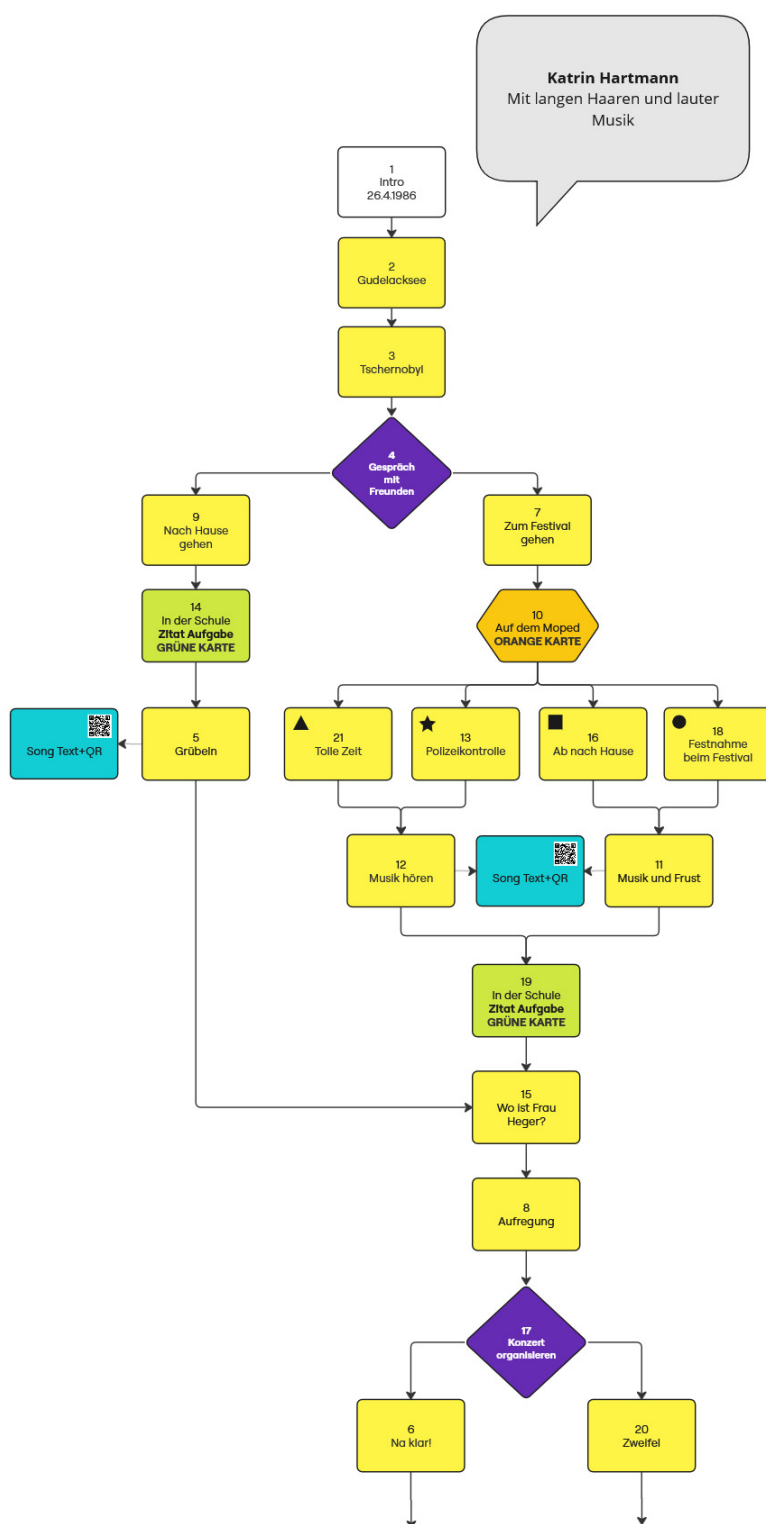 Katrin Hartmann
Mit langen Haaren und lauter
Musik
1
Intro
26.4.1986
2
Gudelacksee
3
Tschernobyl
4
Gespräch
mit
Freunden
9
Nach Hause
gehen
7
Zum Festival
gehen
14
In der Schule
Zitat Aufgabe
GRÜNE KARTE
10
Auf dem Moped
ORANGE KARTE
Song Text+QR
5
Grübeln
21
Tolle Zeit
13
Polizeikontrolle
16
Ab nach Hause
18
Festnahme
beim Festival
12
Musik hören
Song Text+QR
11
Musik und Frust
19
In der Schule
Zitat Aufgabe
GRÜNE KARTE
15
Wo ist Frau
Heger?
8
Aufregung
17
Konzert
organisieren
6
Na klar!
20
Zweifel